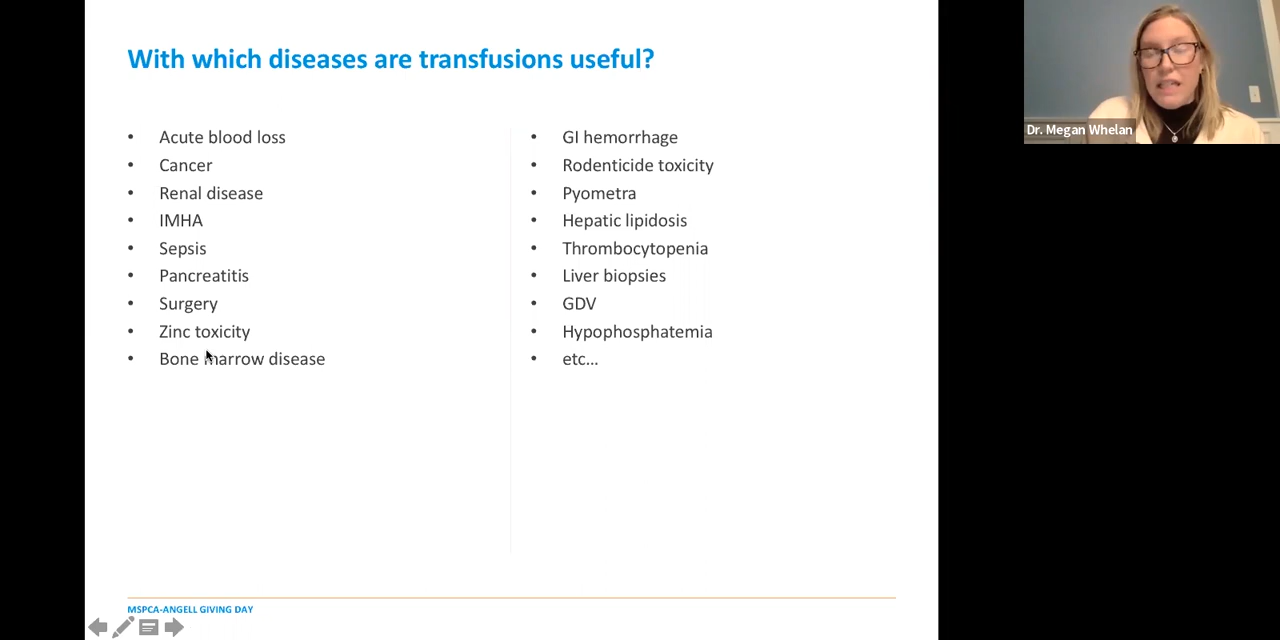 With which diseases are transfusions useful?
Dr. Megan Whelan
• Acute blood loss
• Cancer
• Renal disease
• IMHA
• Sepsis
• Pancreatitis
• Surgery
• Zinc toxicity
• Bone marrow disease
• GI hemorrhage
• Rodenticide toxicity
• Pyometra
• Hepatic lipidosis
• Thrombocytopenia
• Liver biopsies
• GDV
• Hypophosphatemia
• etc...
MSPCA-ANGELL GIVING DAY